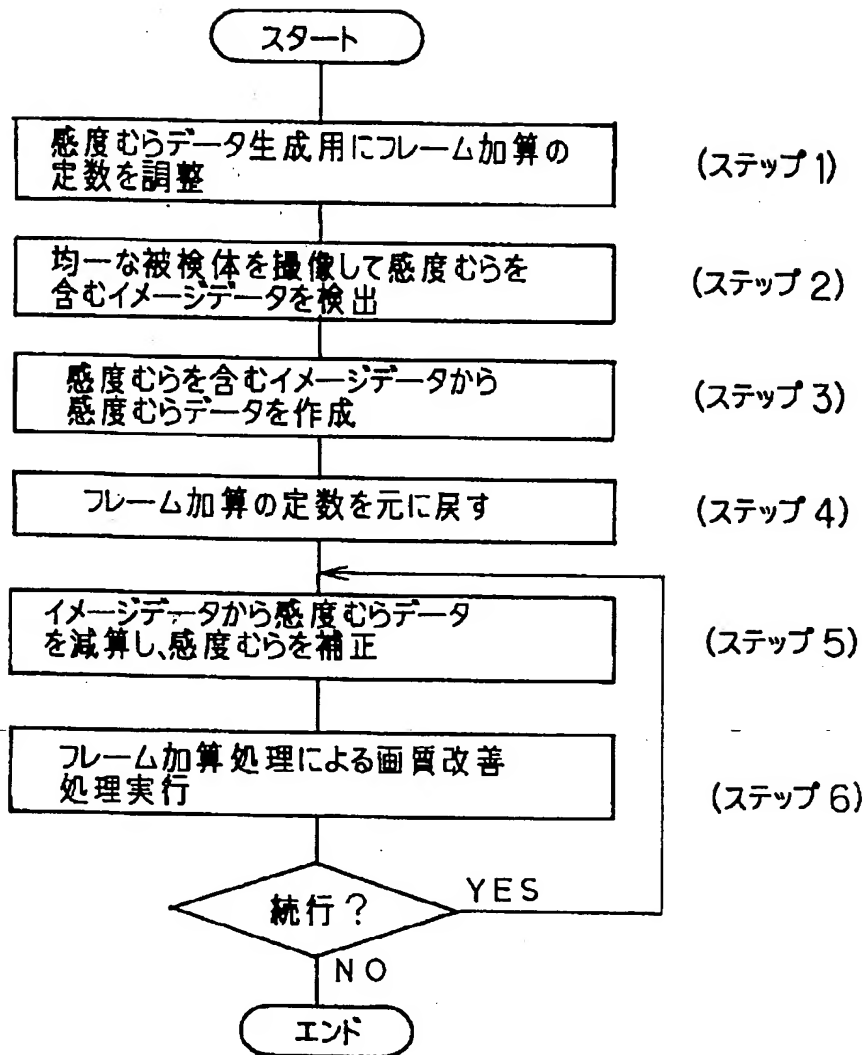 スタート
感度むらデータ生成用にフレーム加算の
定数を調整
(ステップ1)
均一な被検体を撮像して感度むらを
含むイメージデータを検出
(ステップ2)
感度むらを含むイメージデータから
感度むらデータを作成
(ステップ3)
フレーム加算の定数を元に戻す
(ステップ4)
イメージデータから感度むらデータ
を減算し、感度むらを補正
(ステップ5)
フレーム加算処理による画質改善
処理実行
(ステップ6)
続行?
YES
NO
エンド